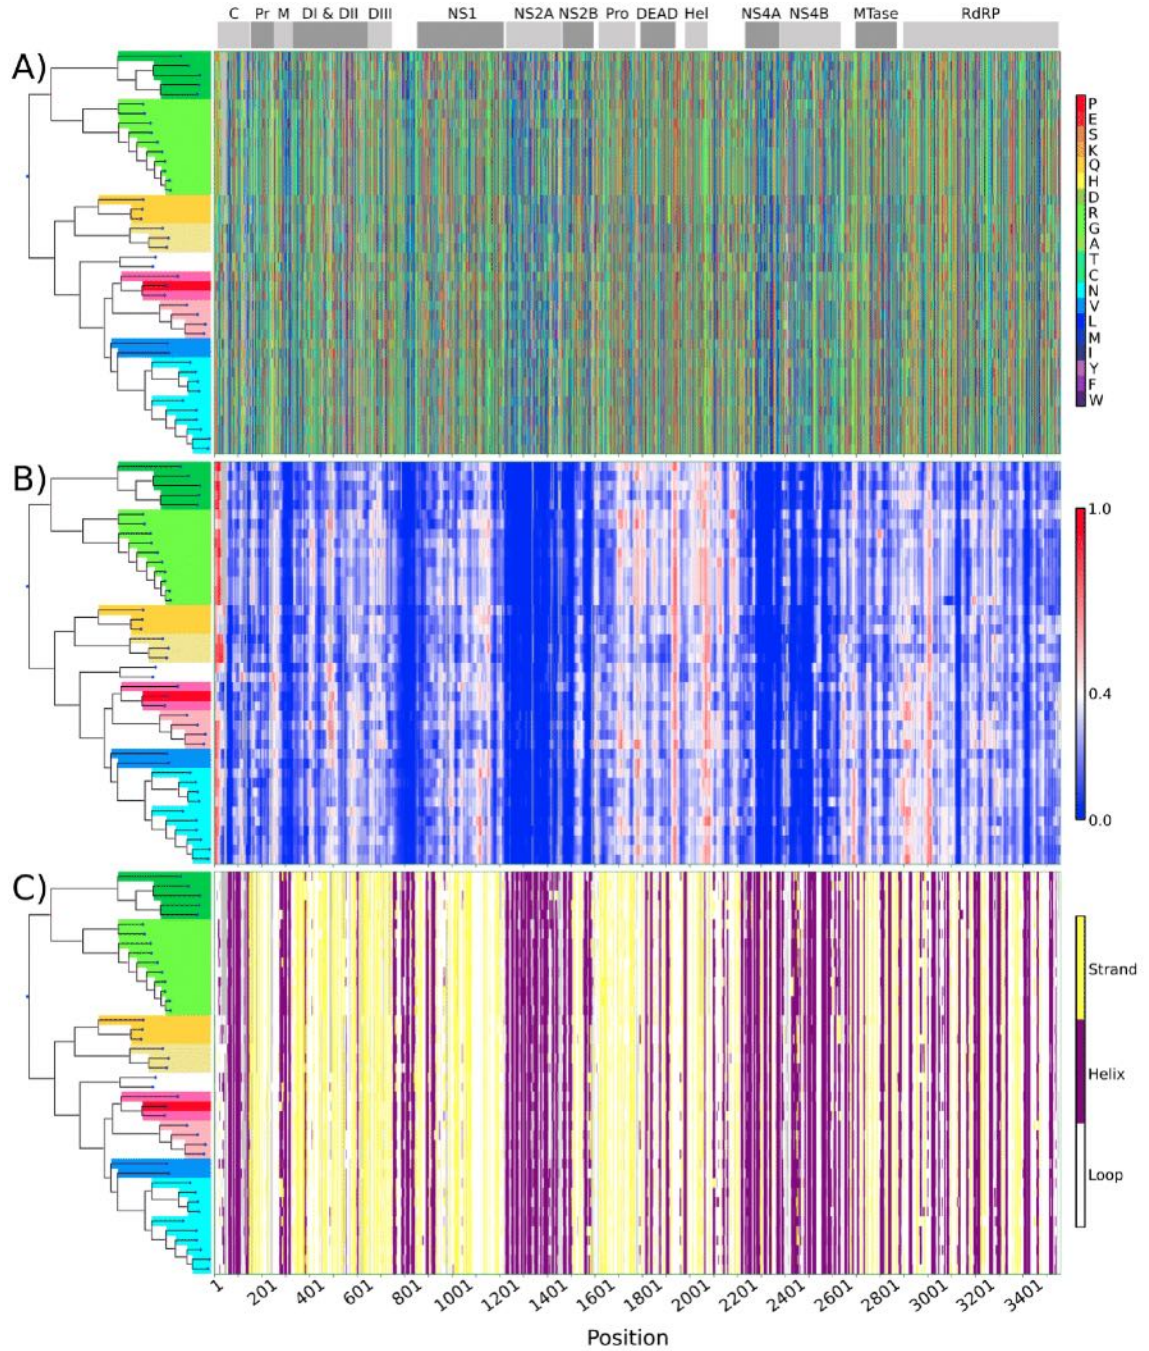 C Pr M DI & DII DIII NS1 NS2A NS2B Pro DEAD Hel NS4A NS4B MTase RdRP
A)
P
E
S
K
Q
H
D
R
G
A
T
C
N
V
L
M
I
Y
F
W
B)
1.0
0.4
0.0
C)
Strand
Helix
Loop
1 201 401 601 801 1001 1201 1401 1601 1801 2001 2201 2401 2601 2801 3001 3201 3401
Position